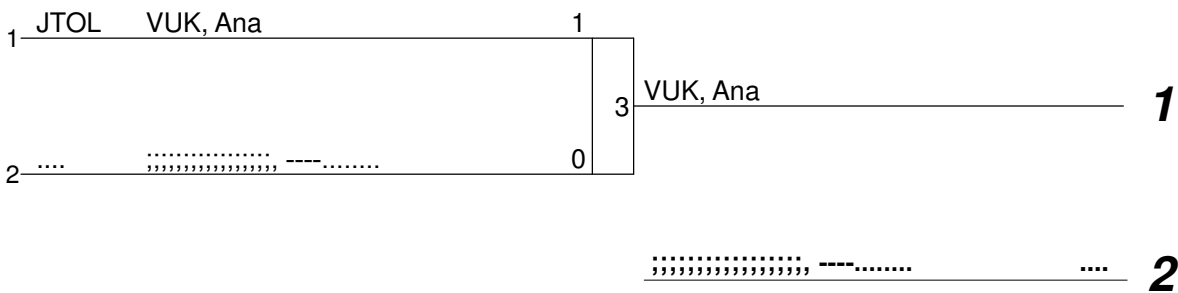 1 JTOL VUK, Ana 1
3 VUK, Ana 1
2 .... ;;;;;;;;;;;;;;;;;, ----........ 0
;;;;;;;;;;;;;;;;;, ----........ .... 2